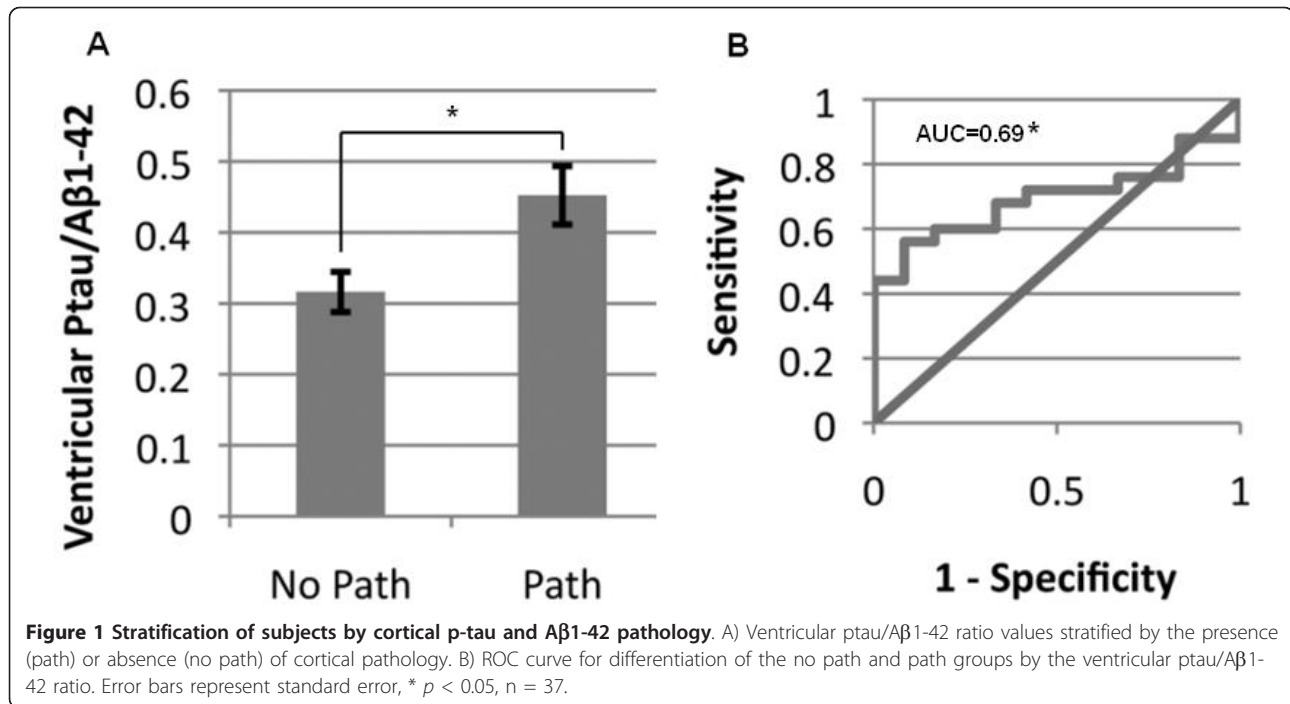 A
Ventricular Ptau/Aβ1-42
0.6
0.5
0.4
0.3
0.2
0.1
0
*
No Path
Path
B
Sensitivity
1
0.8
0.6
0.4
0.2
0
AUC=0.69*
0
0.5
1
1 - Specificity
Figure 1 Stratification of subjects by cortical p-tau and Aβ1-42 pathology. A) Ventricular ptau/Aβ1-42 ratio values stratified by the presence
(path) or absence (no path) of cortical pathology. B) ROC curve for differentiation of the no path and path groups by the ventricular ptau/Aβ1-
42 ratio. Error bars represent standard error, * p < 0.05, n = 37.